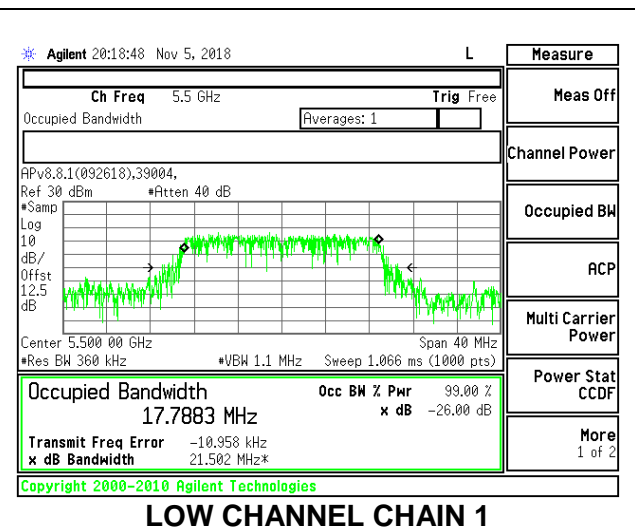 Agilent 20:18:48 Nov 5, 2018 L Measure
Ch Freq 5.5 GHz Trig Free
Occupied Bandwidth Averages: 1
APv8.8.1(092618),39004,
Ref 30 dBm #Atten 40 dB
#Samp
Log
10
dB/
Offst
12.5
dB
Center 5.500 00 GHz Span 40 MHz
#Res BW 360 kHz #VBW 1.1 MHz Sweep 1.066 ms (1000 pts)
Occupied Bandwidth Occ BW % Pwr 99.00 %
17.7883 MHz x dB -26.00 dB
Transmit Freq Error -10.958 kHz
x dB Bandwidth 21.502 MHz*
Copyright 2000-2010 Agilent Technologies
Meas Off
Channel Power
Occupied BW
ACP
Multi Carrier
Power
Power Stat
CCDF
More
1 of 2
LOW CHANNEL CHAIN 1